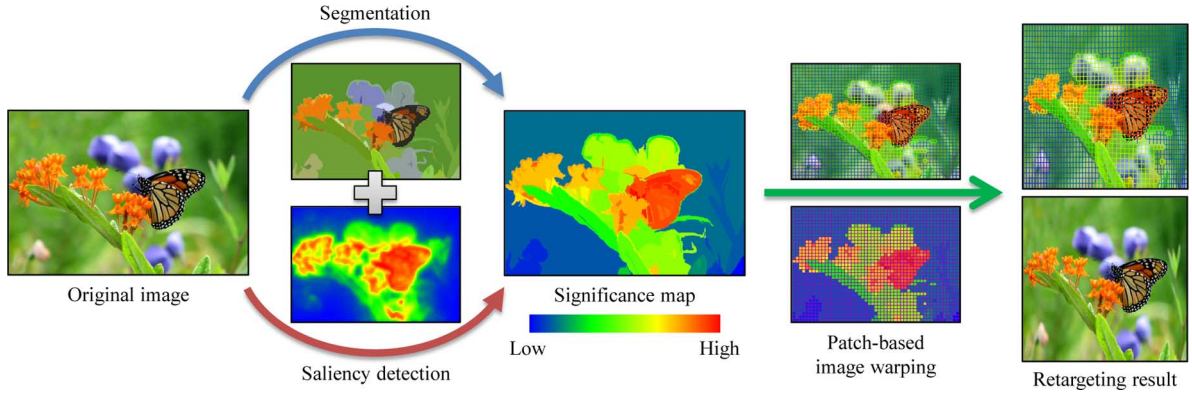 Segmentation
Original image
Saliency detection
Significance map
Low High
Patch-based
image warping
Retargeting result